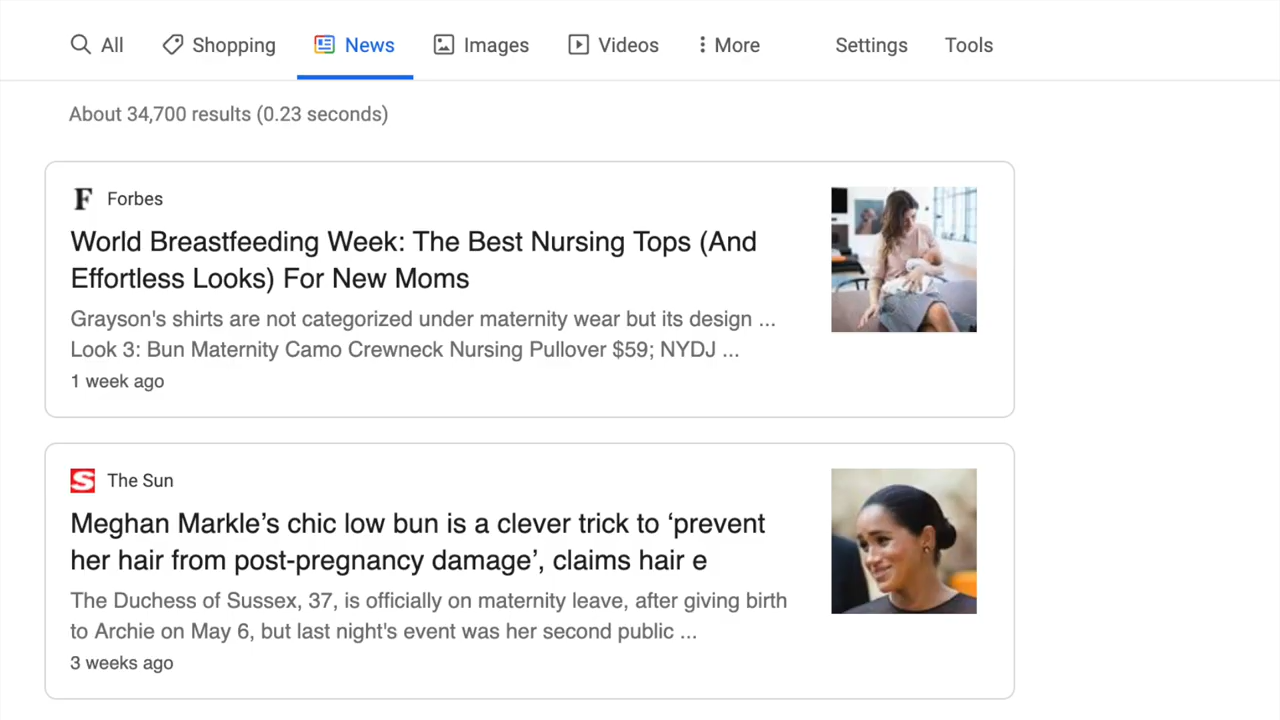 All Shopping News Images Videos More Settings Tools
About 34,700 results (0.23 seconds)
F Forbes
World Breastfeeding Week: The Best Nursing Tops (And
Effortless Looks) For New Moms
Grayson's shirts are not categorized under maternity wear but its design ...
Look 3: Bun Maternity Camo Crewneck Nursing Pullover $59; NYDJ ...
1 week ago
S The Sun
Meghan Markle’s chic low bun is a clever trick to ‘prevent
her hair from post-pregnancy damage’, claims hair e
The Duchess of Sussex, 37, is officially on maternity leave, after giving birth
to Archie on May 6, but last night's event was her second public ...
3 weeks ago